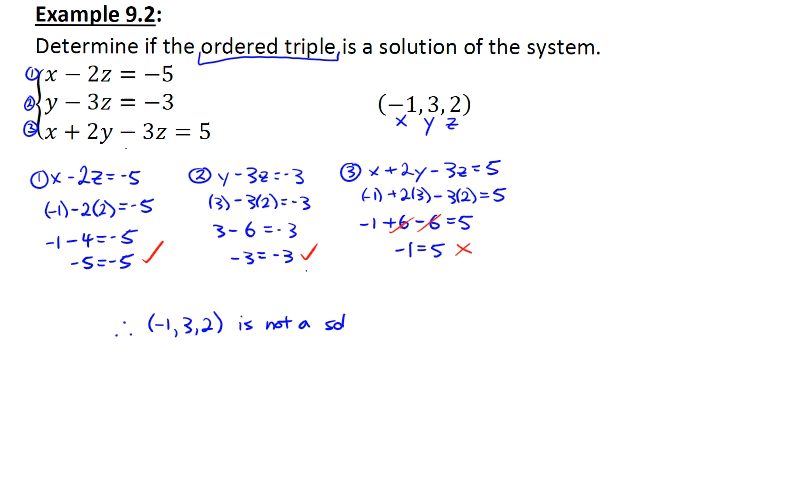 Example 9.2:
Determine if the ordered triple is a solution of the system.
① x − 2z = −5
② y − 3z = −3
③ x + 2y − 3z = 5
(−1, 3, 2)
x y z
① x - 2z = -5
(-1) - 2(2) = -5
-1 - 4 = -5
-5 = -5 ✓
② y - 3z = -3
(3) - 3(2) = -3
3 - 6 = -3
-3 = -3 ✓
③ x + 2y - 3z = 5
(-1) + 2(3) - 3(2) = 5
-1 + 6 - 6 = 5
-1 = 5 ×
∴ (-1, 3, 2) is not a sol